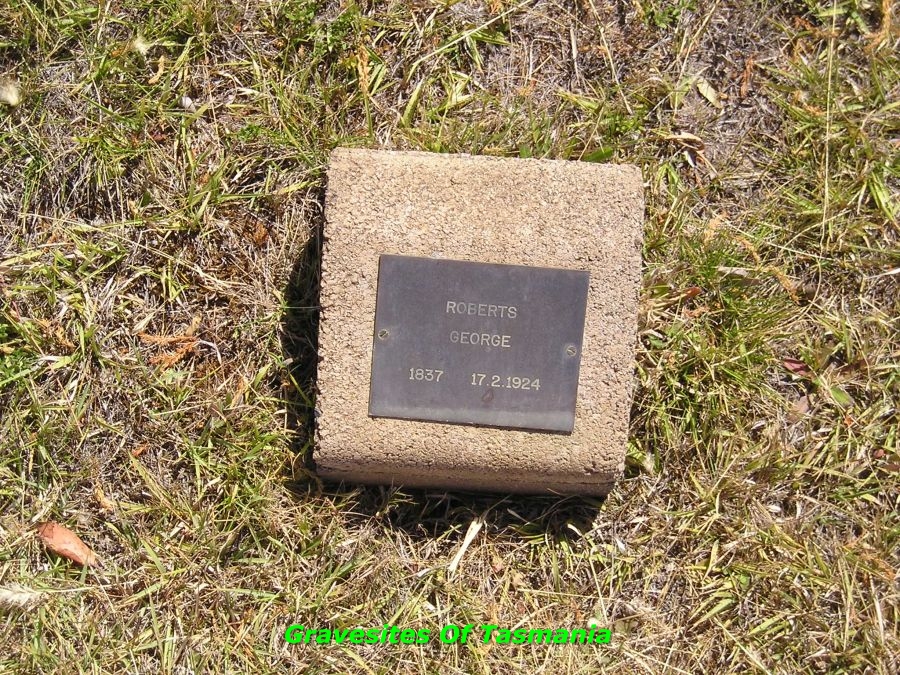 ROBERTS
GEORGE
1837 17.2.1924
Gravesites Of Tasmania